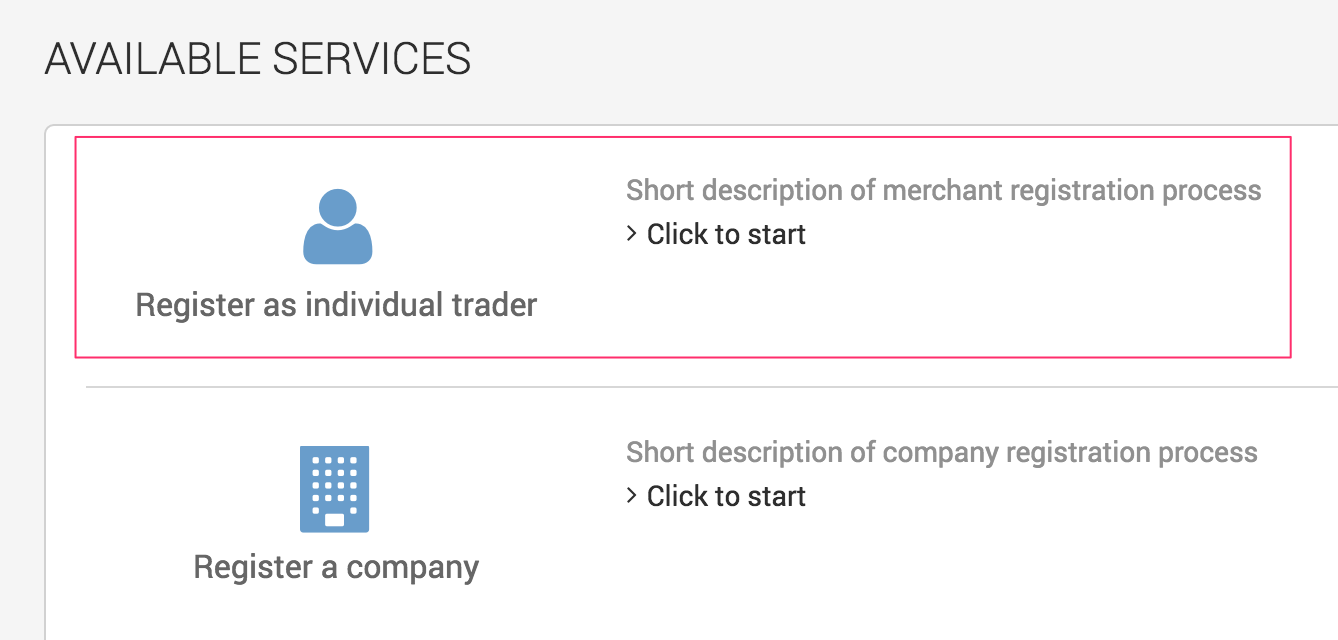 AVAILABLE SERVICES
Short description of merchant registration process
> Click to start
Register as individual trader
Short description of company registration process
> Click to start
Register a company